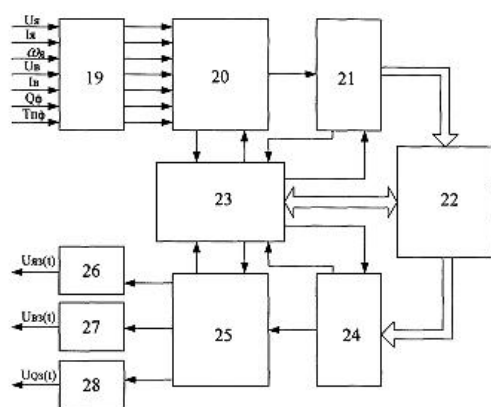 Uя
Iя
ωя
Uв
Iв
Qф
Tпф
19
20
21
22
23
24
25
26
27
28
Uяз(t)
Uвз(t)
UQз(t)